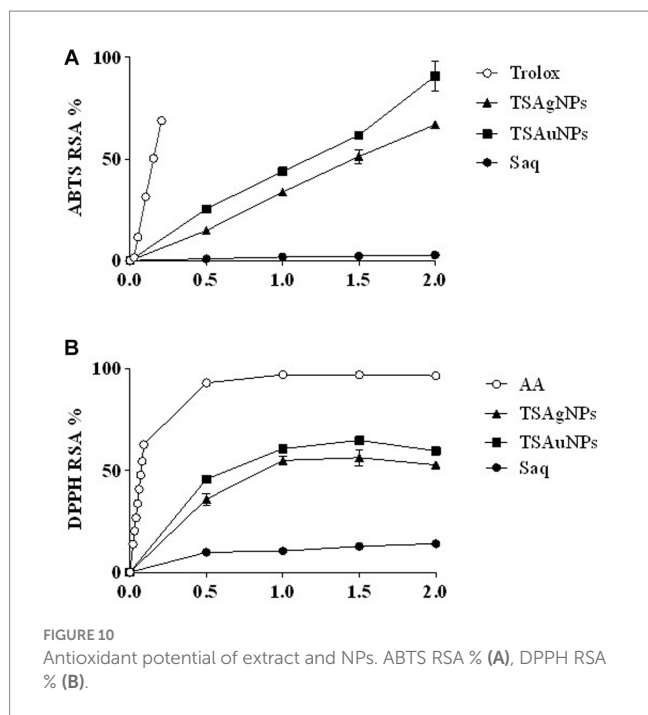 A
ABTS RSA %
100
50
0
0.0 0.5 1.0 1.5 2.0
Trolox
TSAgNPs
TSAuNPs
Saq
B
DPPH RSA %
100
50
0
0.0 0.5 1.0 1.5 2.0
AA
TSAgNPs
TSAuNPs
Saq
FIGURE 10
Antioxidant potential of extract and NPs. ABTS RSA % (A), DPPH RSA
% (B).